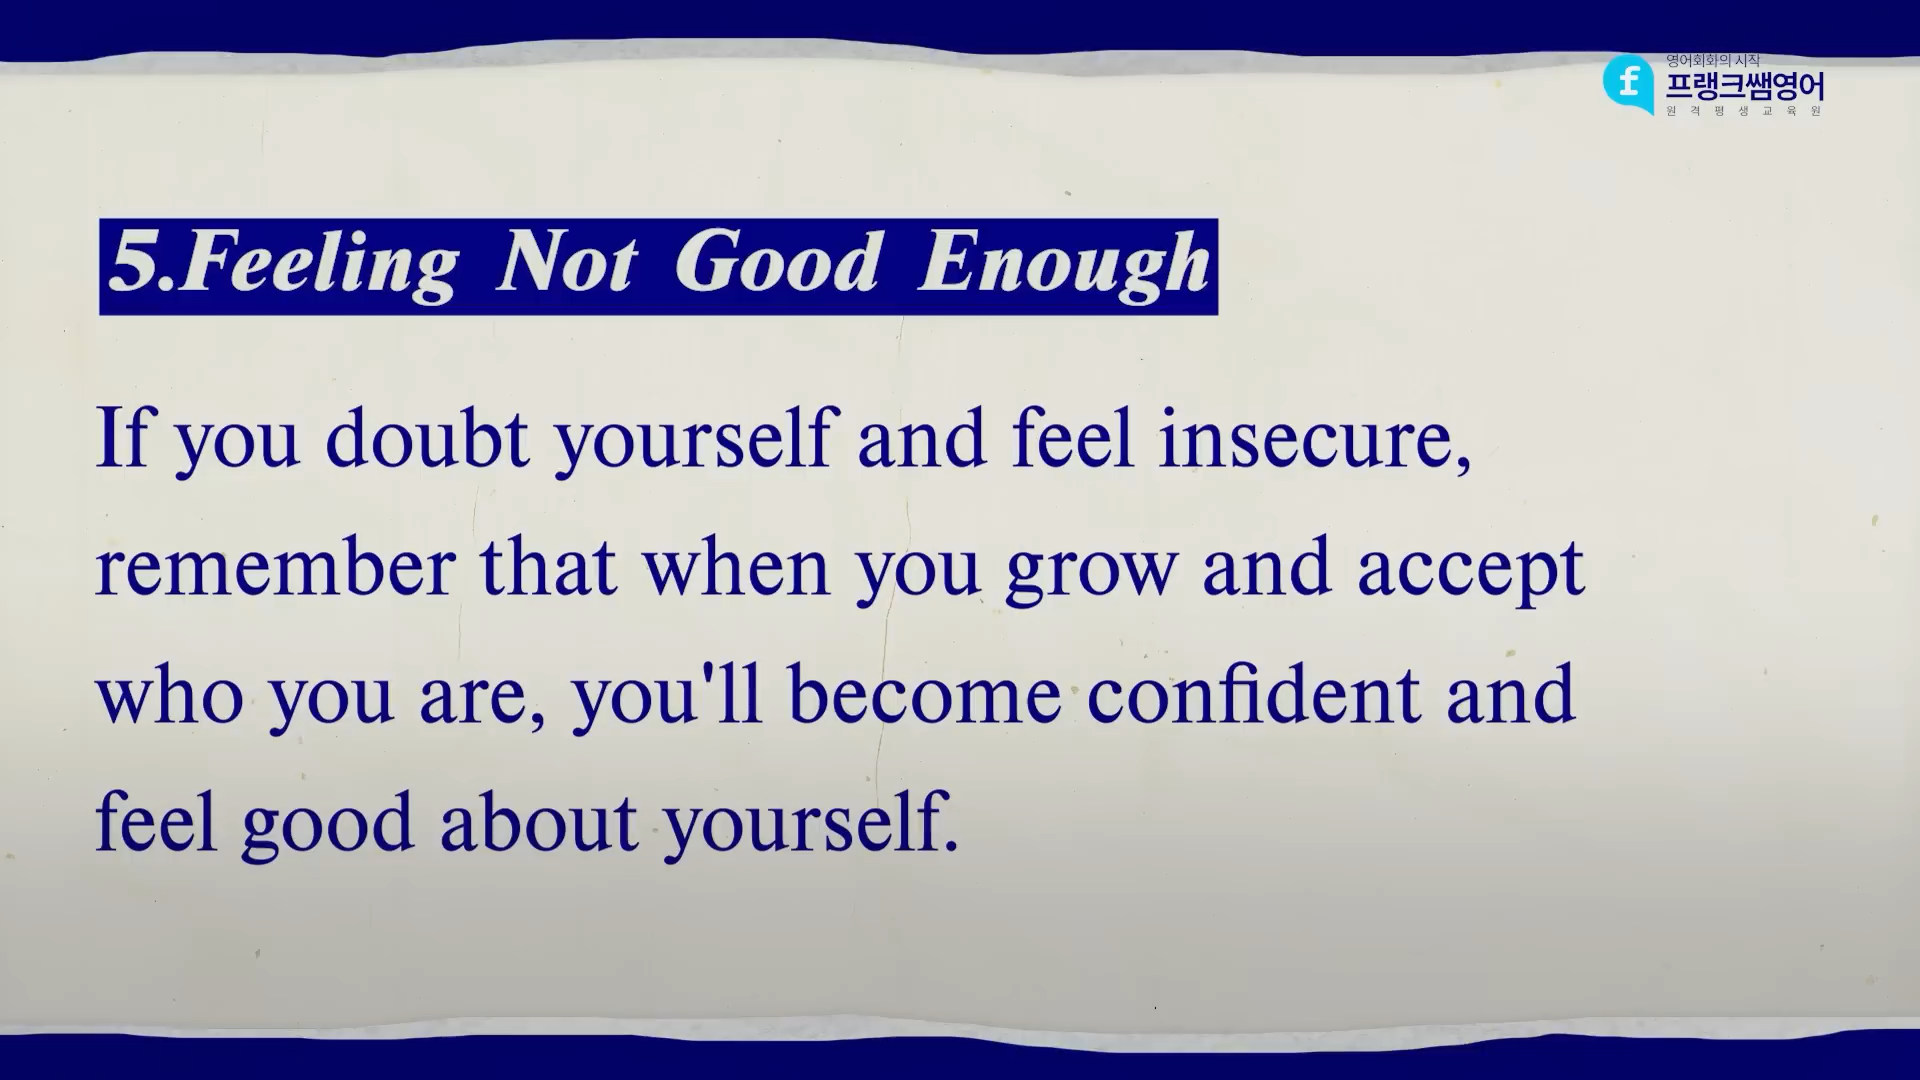 영어회화의 시작
프랭크쌤영어
원격평생교육원
5.Feeling Not Good Enough
If you doubt yourself and feel insecure,
remember that when you grow and accept
who you are, you'll become confident and
feel good about yourself.